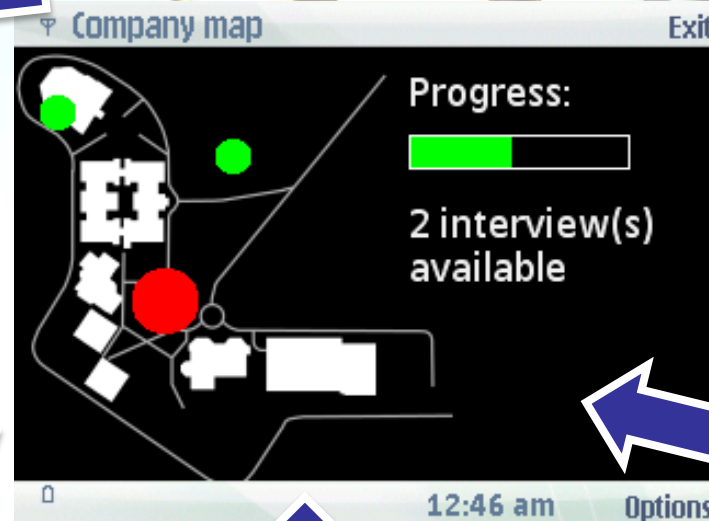 Company map
Exit
Progress:
2 interview(s)
available
12:46 am
Options